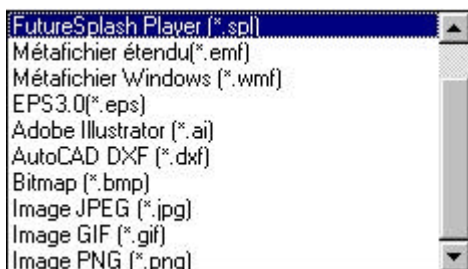 FutureSplash Player (*.spl)
Métafichier étendu(*.emf)
Métafichier Windows (*.wmf)
EPS3.0(*.eps)
Adobe Illustrator (*.ai)
AutoCAD DXF (*.dxf)
Bitmap (*.bmp)
Image JPEG (*.jpg)
Image GIF (*.gif)
Image PNG (*.png)